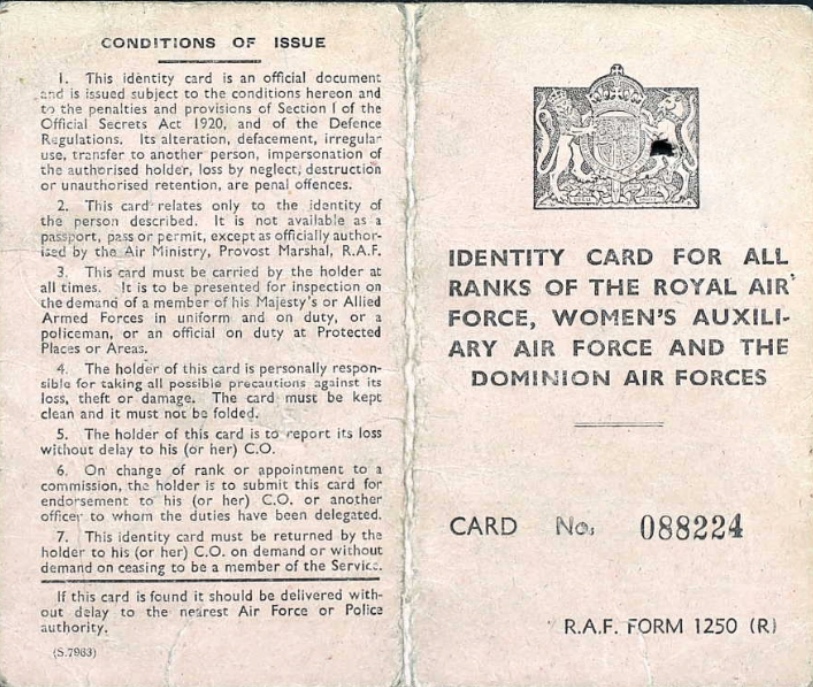 CONDITIONS OF ISSUE
1. This identity card is an official document
and is issued subject to the conditions hereon and
to the penalties and provisions of Section 1 of the
Official Secrets Act 1920, and of the Defence
Regulations. Its alteration, defacement, irregular
use, transfer to another person, impersonation of
the authorised holder, loss by neglect, destruction
or unauthorised retention, are penal offences.
2. This card relates only to the identity of
the person described. It is not available as a
passport, pass or permit, except as officially author-
ised by the Air Ministry, Provost Marshal, R.A.F.
3. This card must be carried by the holder at
all times. It is to be presented for inspection on
the demand of a member of his Majesty's or Allied
Armed Forces in uniform and on duty, or a
policeman, or an official on duty at Protected
Places or Areas.
4. The holder of this card is personally respon-
sible for taking all possible precautions against its
loss, theft or damage. The card must be kept
clean and it must not be folded.
5. The holder of this card is to report its loss
without delay to his (or her) C.O.
6. On change of rank or appointment to a
commission, the holder is to submit this card for
endorsement to his (or her) C.O. or another
officer to whom the duties have been delegated.
7. This identity card must be returned by the
holder to his (or her) C.O. on demand or without
demand on ceasing to be a member of the Service.
If this card is found it should be delivered with-
out delay to the nearest Air Force or Police
authority.
(S.7963)
IDENTITY CARD FOR ALL
RANKS OF THE ROYAL AIR
FORCE, WOMEN'S AUXILI-
ARY AIR FORCE AND THE
DOMINION AIR FORCES
CARD No. 088224
R.A.F. FORM 1250 (R)